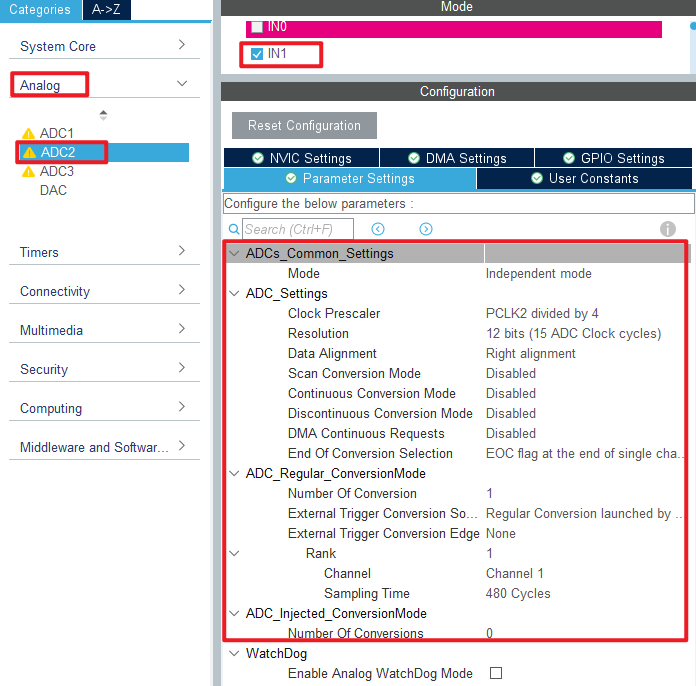 Categories A->Z
System Core
Analog
ADC1
ADC2
ADC3
DAC
Timers
Connectivity
Multimedia
Security
Computing
Middleware and Softwar...
Mode
IN0
IN1
Configuration
Reset Configuration
NVIC Settings DMA Settings GPIO Settings
Parameter Settings User Constants
Configure the below parameters :
Search (Ctrl+F)
ADCs_Common_Settings
Mode Independent mode
ADC_Settings
Clock Prescaler PCLK2 divided by 4
Resolution 12 bits (15 ADC Clock cycles)
Data Alignment Right alignment
Scan Conversion Mode Disabled
Continuous Conversion Mode Disabled
Discontinuous Conversion Mode Disabled
DMA Continuous Requests Disabled
End Of Conversion Selection EOC flag at the end of single cha...
ADC_Regular_ConversionMode
Number Of Conversion 1
External Trigger Conversion So... Regular Conversion launched by ...
External Trigger Conversion Edge None
Rank 1
Channel Channel 1
Sampling Time 480 Cycles
ADC_Injected_ConversionMode
Number Of Conversions 0
WatchDog
Enable Analog WatchDog Mode